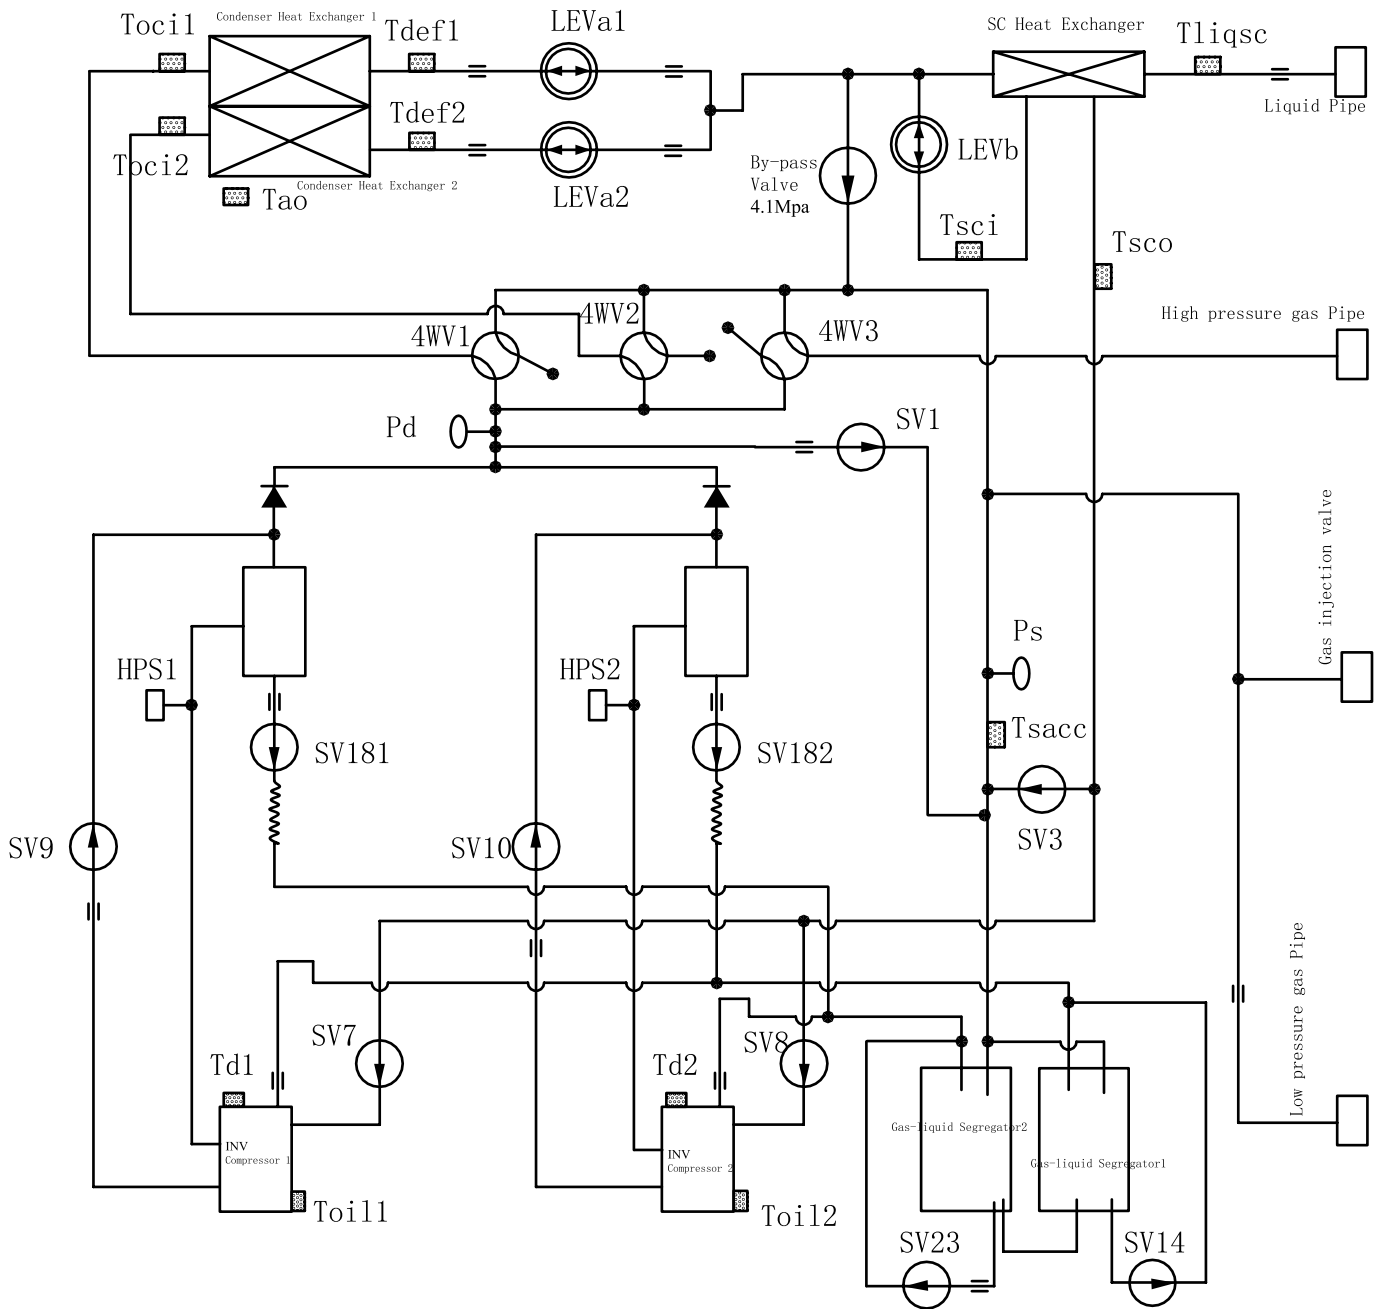 Condenser Heat Exchanger 1
LEVa1
SC Heat Exchanger
Toci1
Tdef1
Tliqsc
Liquid Pipe
Tdef2
Toci2
LEVb
By-pass
Valve
4.1Mpa
Condenser Heat Exchanger 2
Tao
LEVa2
Tsci
Tsco
4WV1
4WV2
4WV3
High pressure gas Pipe
Pd
SV1
Gas injection valve
HPS1
HPS2
Ps
SV181
SV182
Tsacc
SV9
SV10
SV3
Low pressure gas Pipe
SV7
SV8
Td1
Td2
INV
Compressor 1
INV
Compressor 2
Gas-liquid Segregator2
Gas-liquid Segregator1
Toil1
Toil2
SV23
SV14